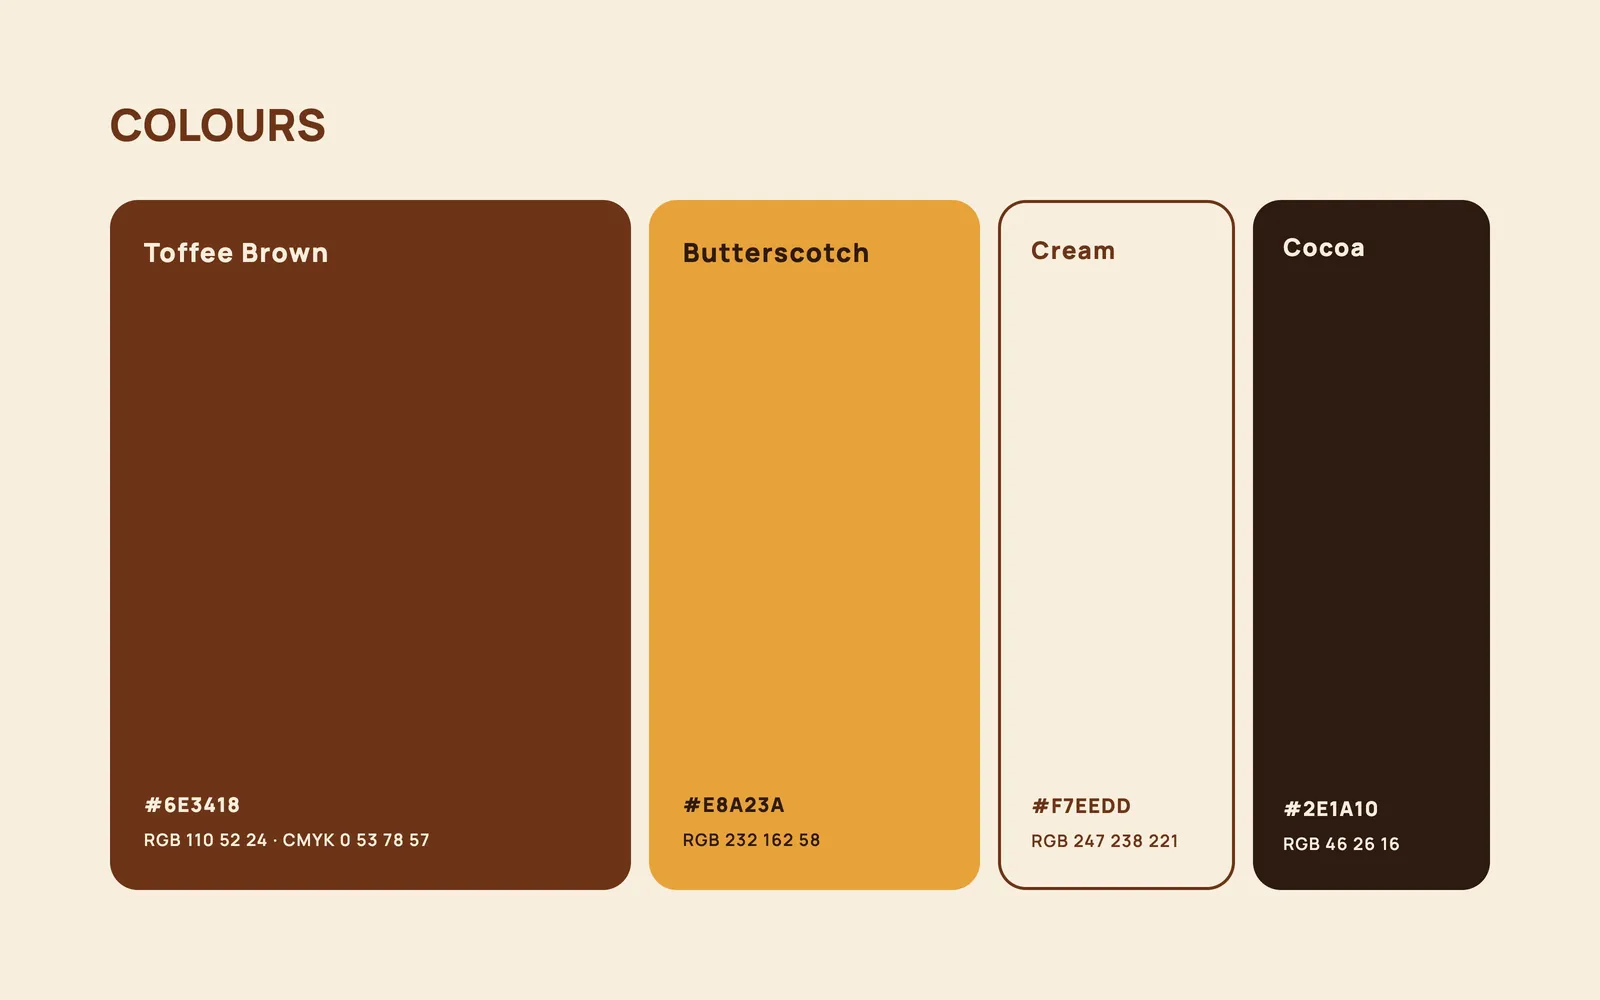 COLOURS
Toffee Brown
#6E3418
RGB 110 52 24 · CMYK 0 53 78 57
Butterscotch
#E8A23A
RGB 232 162 58
Cream
#F7EEDD
RGB 247 238 221
Cocoa
#2E1A10
RGB 46 26 16